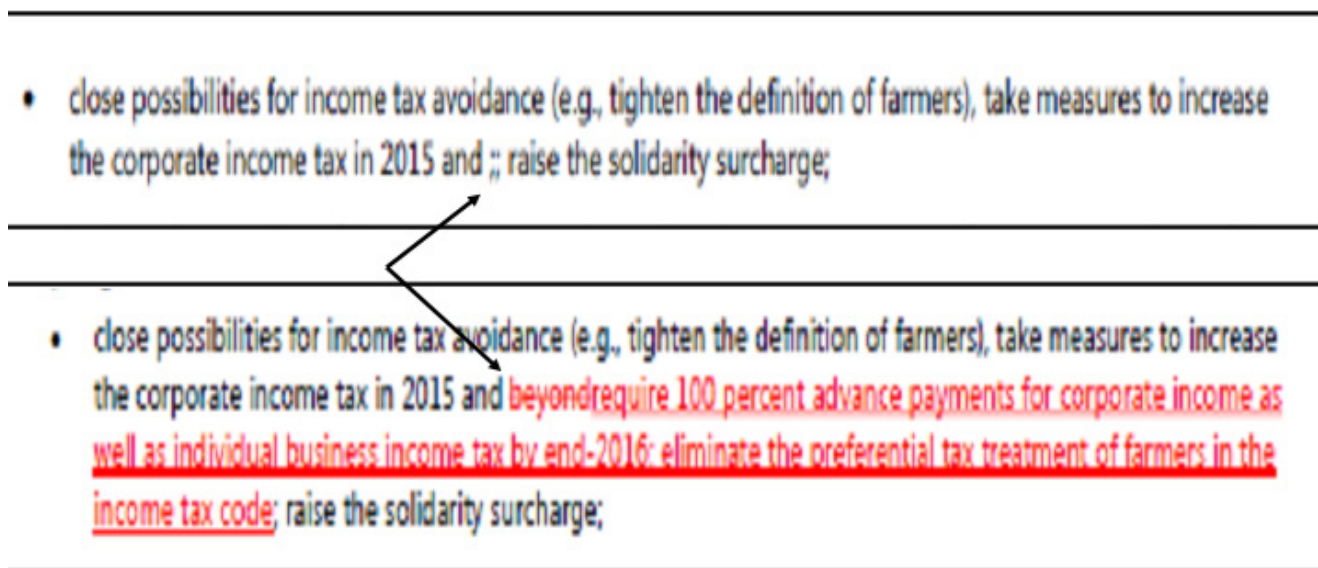 • close possibilities for income tax avoidance (e.g., tighten the definition of farmers), take measures to increase
the corporate income tax in 2015 and ;; raise the solidarity surcharge;
• close possibilities for income tax avoidance (e.g., tighten the definition of farmers), take measures to increase
the corporate income tax in 2015 and beyondrequire 100 percent advance payments for corporate income as
well as individual business income tax by end-2016; eliminate the preferential tax treatment of farmers in the
income tax code; raise the solidarity surcharge;